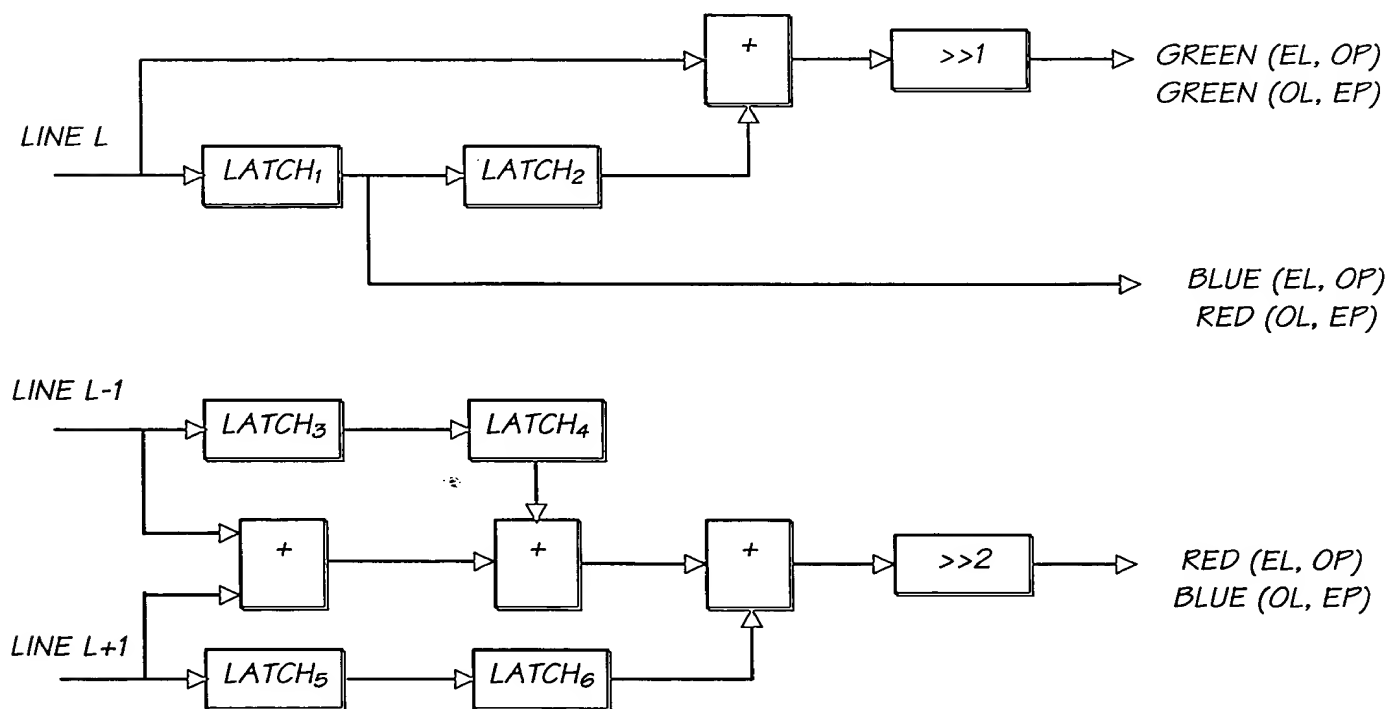 +
>>1
GREEN (EL, OP)
GREEN (OL, EP)
LINE L
LATCH₁
LATCH₂
BLUE (EL, OP)
RED (OL, EP)
LINE L-1
LATCH₃
LATCH₄
+
+
+
>>2
RED (EL, OP)
BLUE (OL, EP)
LINE L+1
LATCH₅
LATCH₆